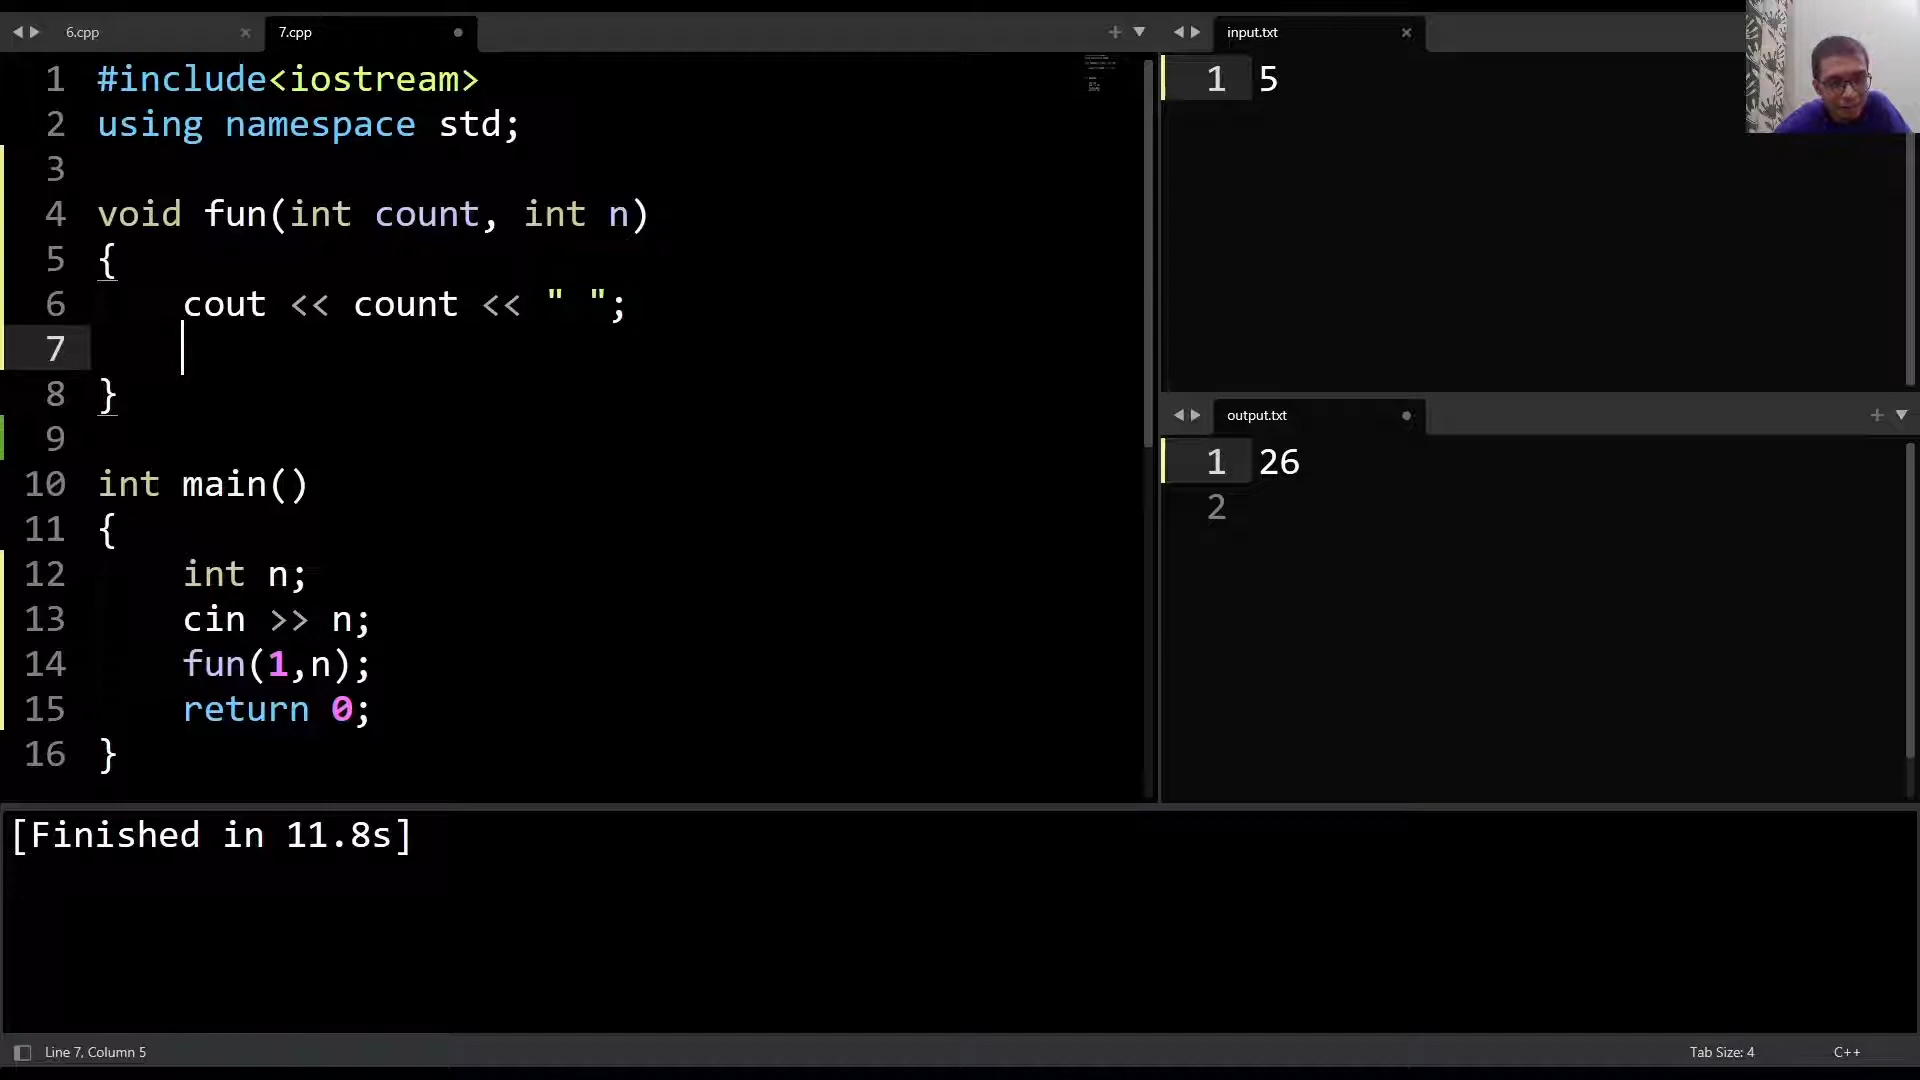 6.cpp
7.cpp
1 #include<iostream>
2 using namespace std;
3
4 void fun(int count, int n)
5 {
6 cout << count << " ";
7
8 }
9
10 int main()
11 {
12 int n;
13 cin >> n;
14 fun(1,n);
15 return 0;
16 }
input.txt
1 5
output.txt
1 26
2
[Finished in 11.8s]
Line 7, Column 5
Tab Size: 4
C++